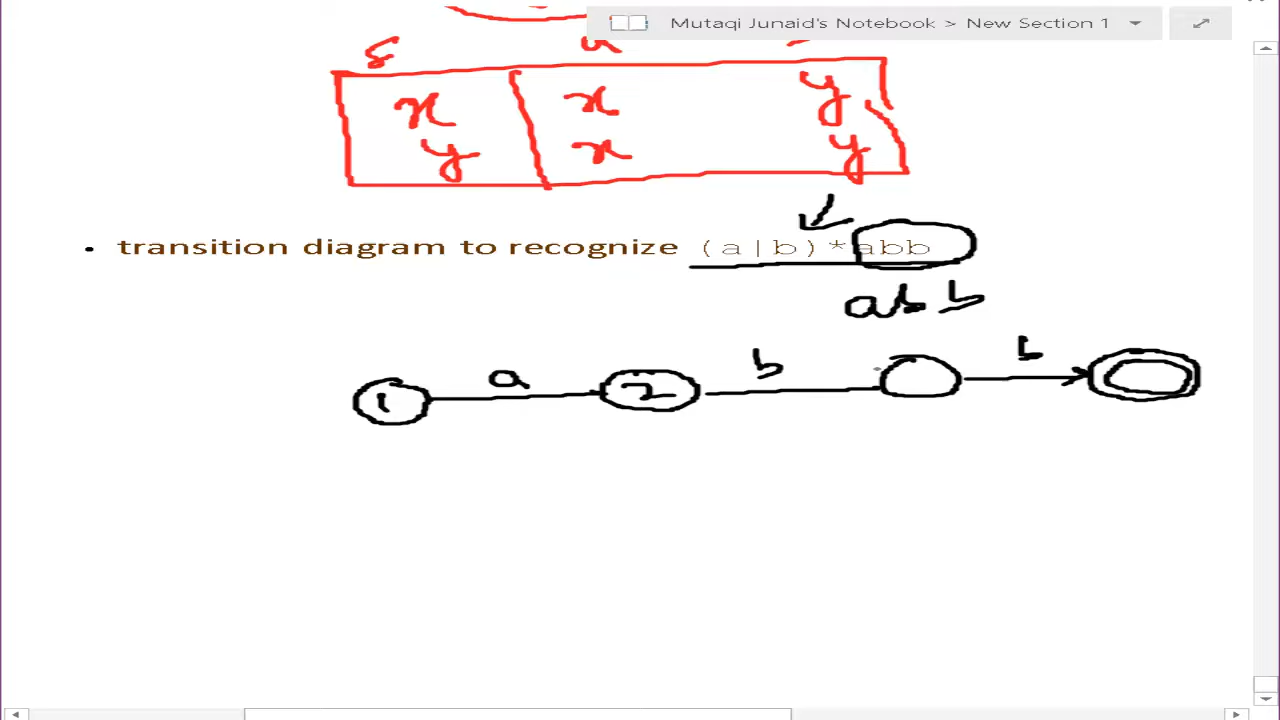 Mutaqi Junaid's Notebook > New Section 1
x x y
y x y
• transition diagram to recognize (a|b)*abb
abb
a b b
1 2